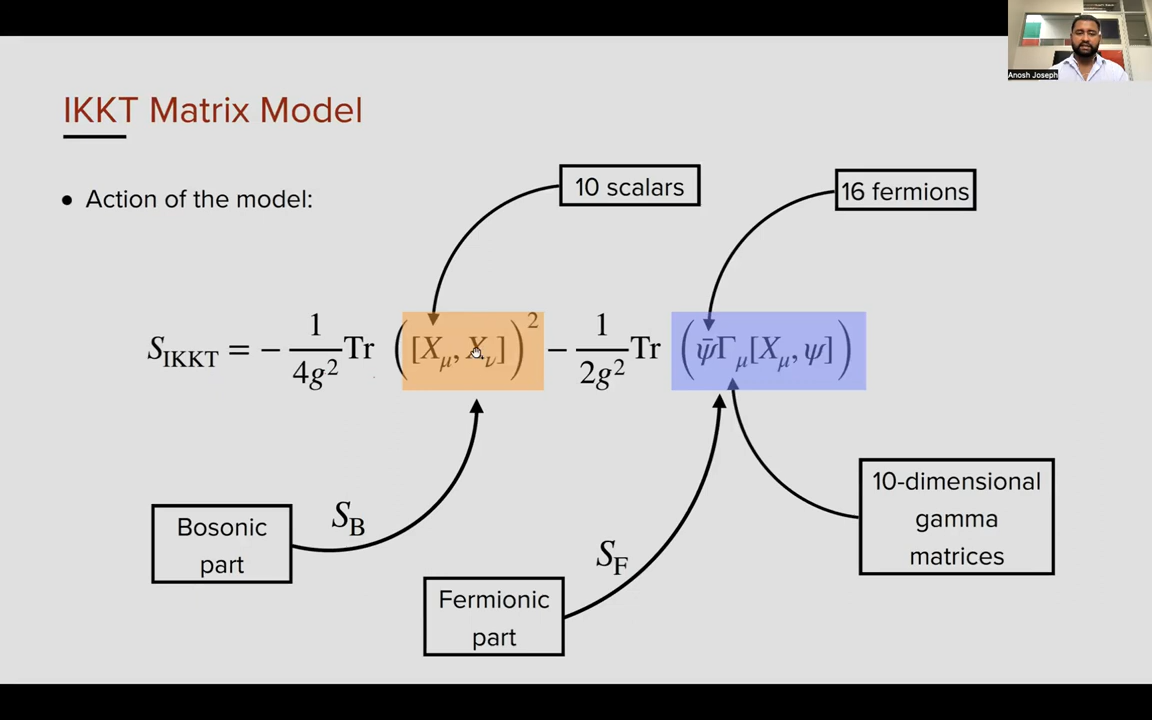 Anosh Joseph
IKKT Matrix Model
10 scalars
16 fermions
• Action of the model:
S_IKKT = − 1/4g² Tr ([X_μ, X_ν])² − 1/2g² Tr (ψ̄Γ_μ[X_μ, ψ])
Bosonic
part
S_B
S_F
Fermionic
part
10-dimensional
gamma
matrices